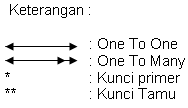 Keterangan :
: One To One
: One To Many
* : Kunci primer
** : Kunci Tamu